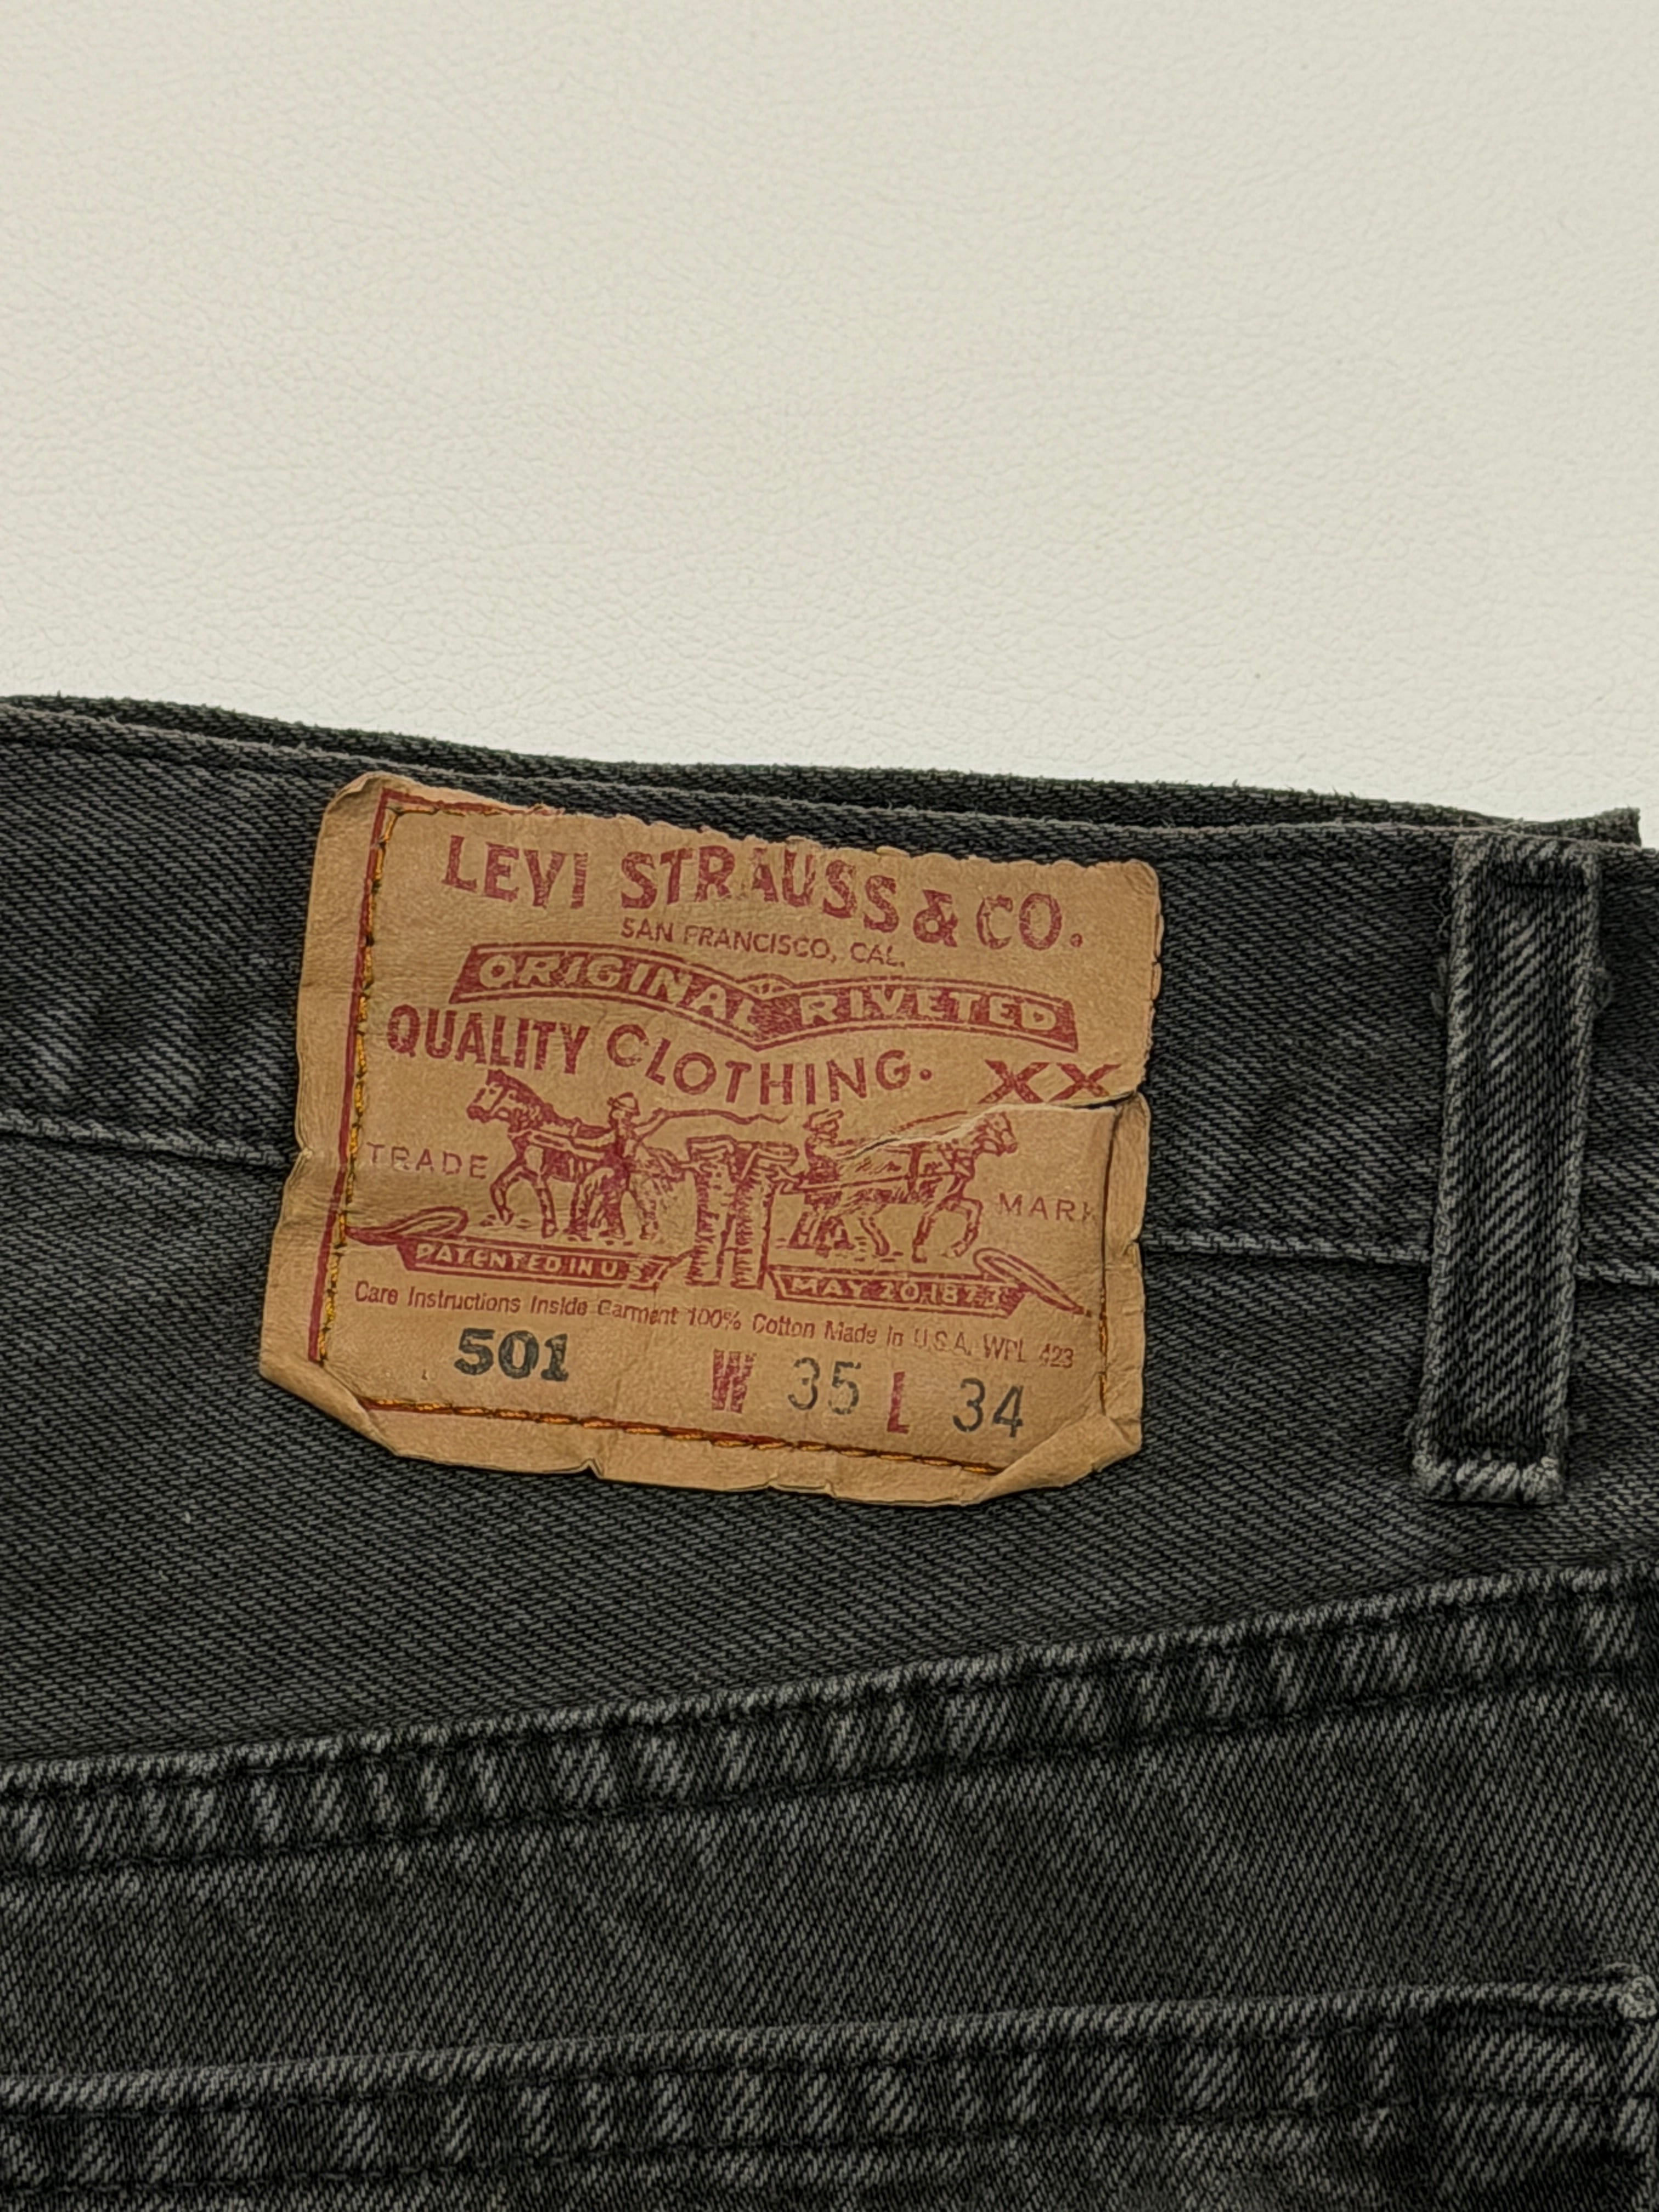 LEVI STRAUSS & CO.
SAN FRANCISCO, CAL.
ORIGINAL RIVETED
QUALITY CLOTHING. XX
TRADE MARK
PATENTED IN U.S. MAY 20 1873
Care Instructions Inside Garment 100% Cotton Made in U.S.A. WPL 423
501 W 35 L 34